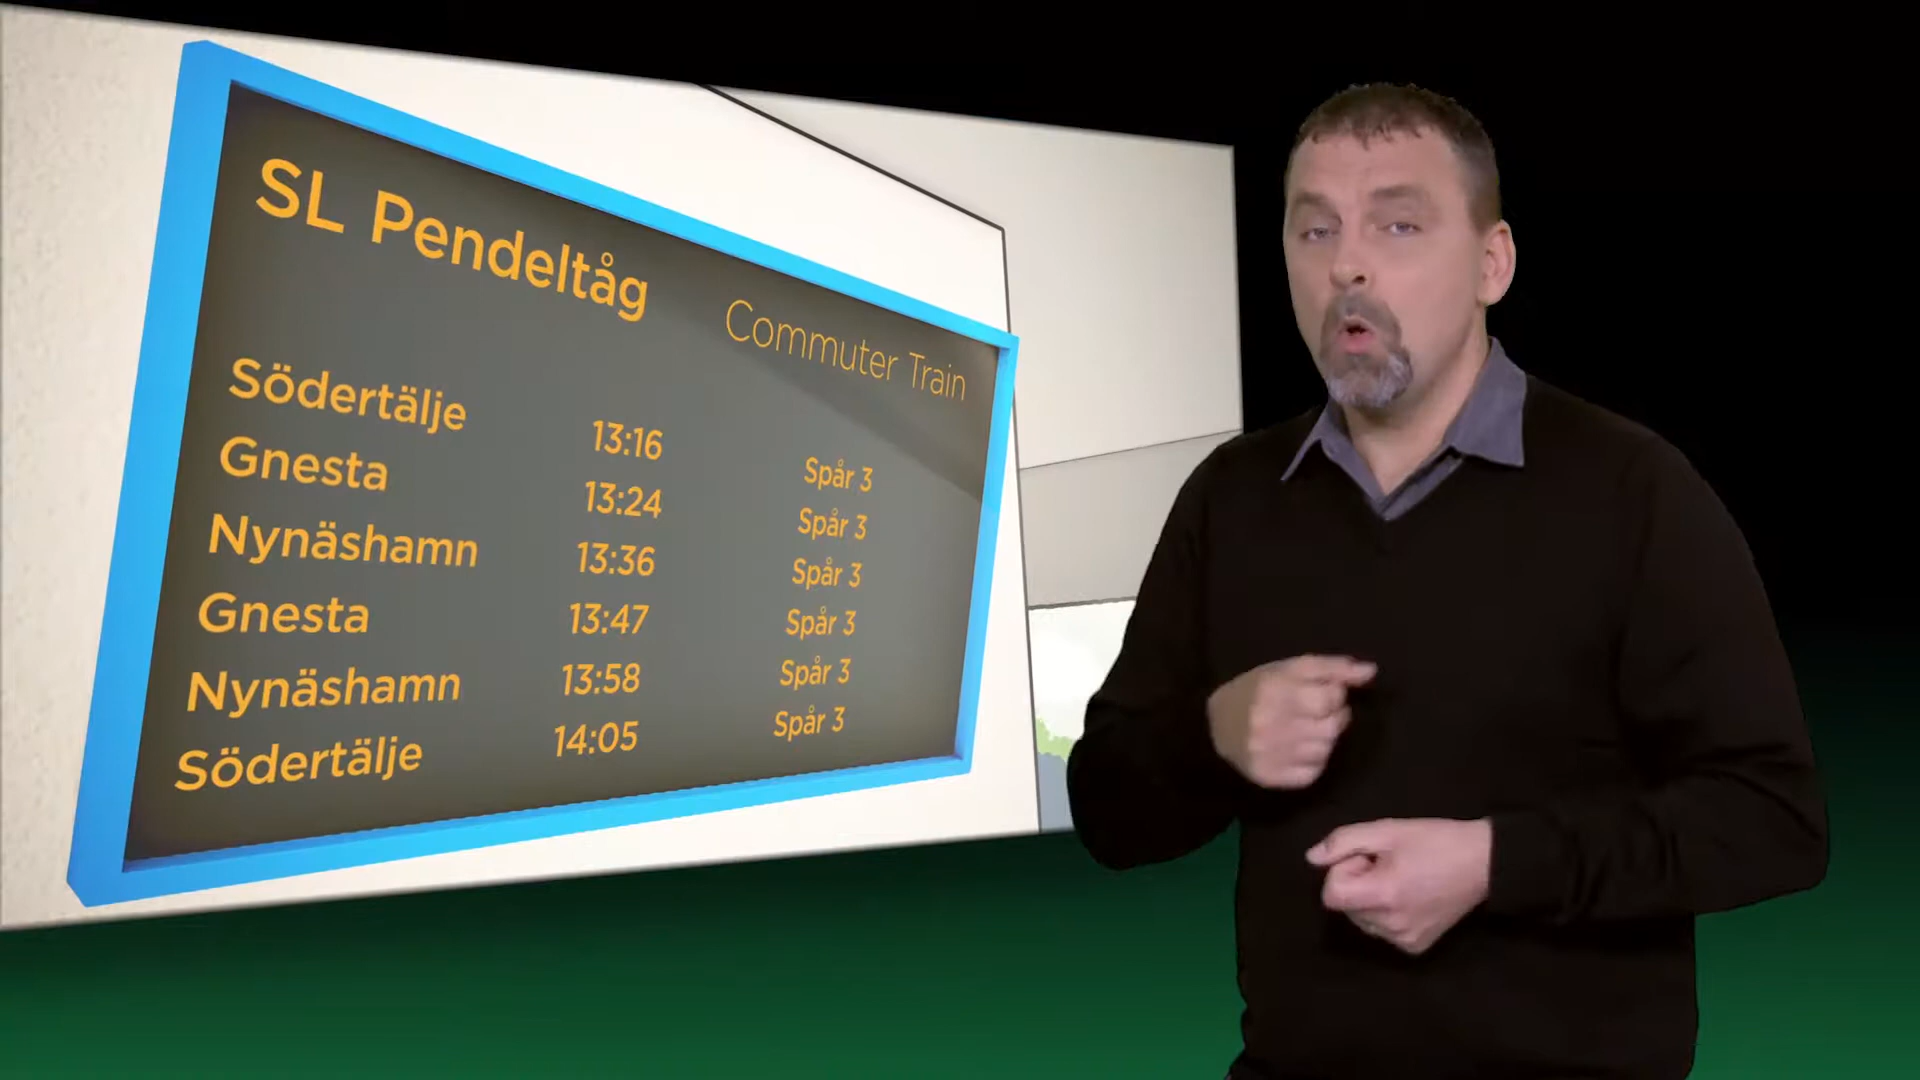 SL Pendeltåg Commuter Train
Södertälje 13:16 Spår 3
Gnesta 13:24 Spår 3
Nynäshamn 13:36 Spår 3
Gnesta 13:47 Spår 3
Nynäshamn 13:58 Spår 3
Södertälje 14:05 Spår 3